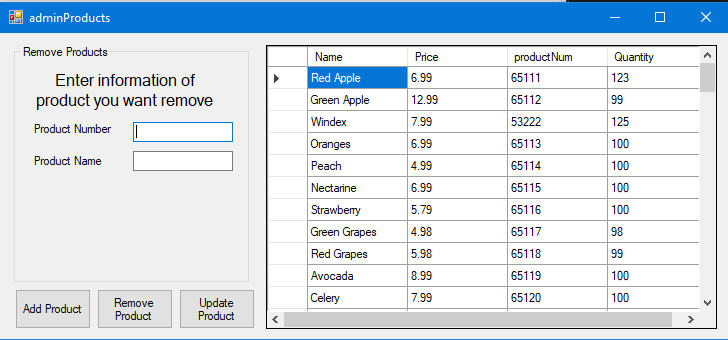 adminProducts
Remove Products
Enter information of
product you want remove
Product Number
Product Name
Add Product
Remove
Product
Update
Product
Name Price productNum Quantity
Red Apple 6.99 65111 123
Green Apple 12.99 65112 99
Windex 7.99 53222 125
Oranges 6.99 65113 100
Peach 4.99 65114 100
Nectarine 6.99 65115 100
Strawberry 5.79 65116 100
Green Grapes 4.98 65117 98
Red Grapes 5.98 65118 99
Avocada 8.99 65119 100
Celery 7.99 65120 100